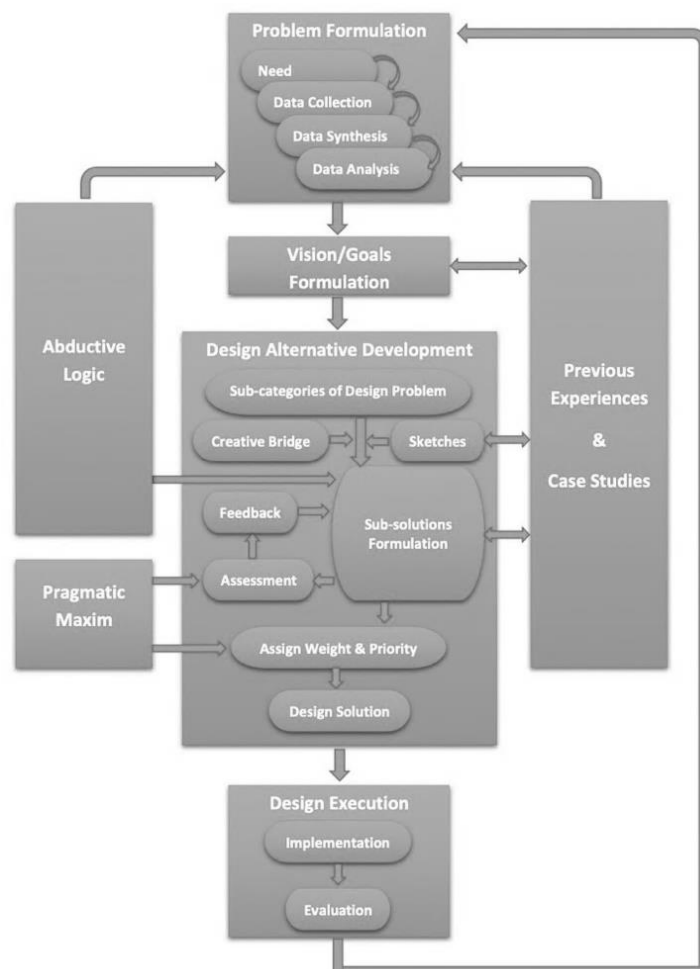 Problem Formulation
Need
Data Collection
Data Synthesis
Data Analysis
Vision/Goals
Formulation
Abductive
Logic
Previous
Experiences
&
Case Studies
Design Alternative Development
Sub-categories of Design Problem
Creative Bridge
Sketches
Feedback
Sub-solutions
Formulation
Assessment
Pragmatic
Maxim
Assign Weight & Priority
Design Solution
Design Execution
Implementation
Evaluation